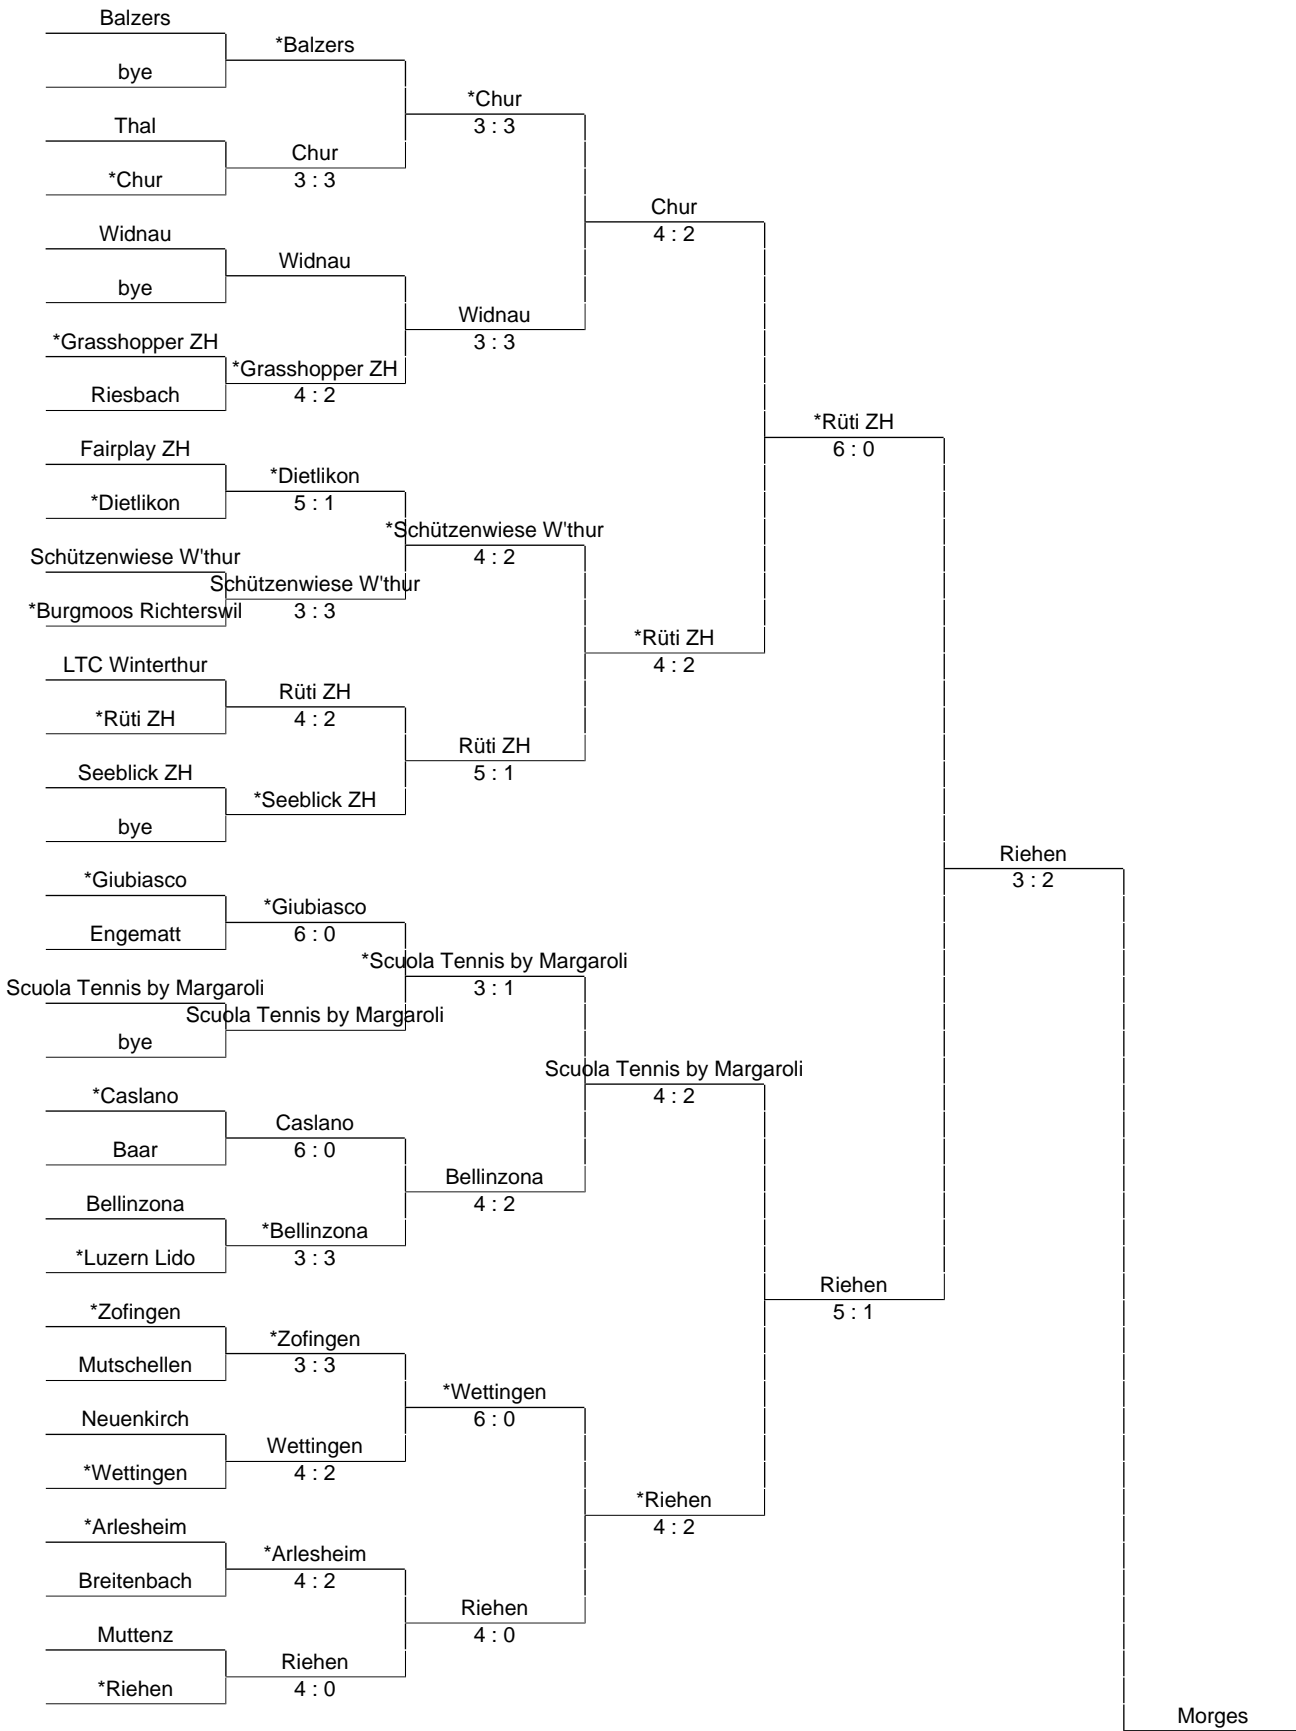 Balzers
*Balzers
bye
*Chur
Thal
3 : 3
Chur
*Chur
3 : 3
Chur
Widnau
4 : 2
Widnau
bye
Widnau
*Grasshopper ZH
3 : 3
*Grasshopper ZH
Riesbach
4 : 2
*Rüti ZH
Fairplay ZH
6 : 0
*Dietlikon
*Dietlikon
5 : 1
*Schützenwiese W'thur
Schützenwiese W'thur
4 : 2
Schützenwiese W'thur
*Burgmoos Richterswil
3 : 3
*Rüti ZH
LTC Winterthur
4 : 2
Rüti ZH
*Rüti ZH
4 : 2
Rüti ZH
Seeblick ZH
5 : 1
*Seeblick ZH
bye
Riehen
*Giubiasco
3 : 2
*Giubiasco
Engematt
6 : 0
*Scuola Tennis by Margaroli
Scuola Tennis by Margaroli
3 : 1
Scuola Tennis by Margaroli
bye
Scuola Tennis by Margaroli
*Caslano
4 : 2
Caslano
Baar
6 : 0
Bellinzona
Bellinzona
4 : 2
*Bellinzona
*Luzern Lido
3 : 3
Riehen
*Zofingen
5 : 1
*Zofingen
Mutschellen
3 : 3
*Wettingen
Neuenkirch
6 : 0
Wettingen
*Wettingen
4 : 2
*Riehen
*Arlesheim
4 : 2
*Arlesheim
Breitenbach
4 : 2
Riehen
Muttenz
4 : 0
Riehen
*Riehen
4 : 0
Morges